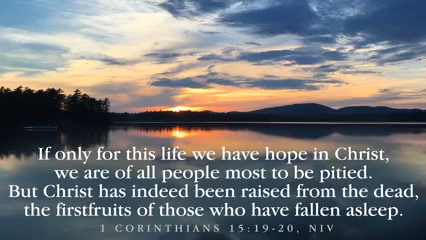 If only for this life we have hope in Christ,
we are of all people most to be pitied.
But Christ has indeed been raised from the dead,
the firstfruits of those who have fallen asleep.
1 CORINTHIANS 15:19-20, NIV